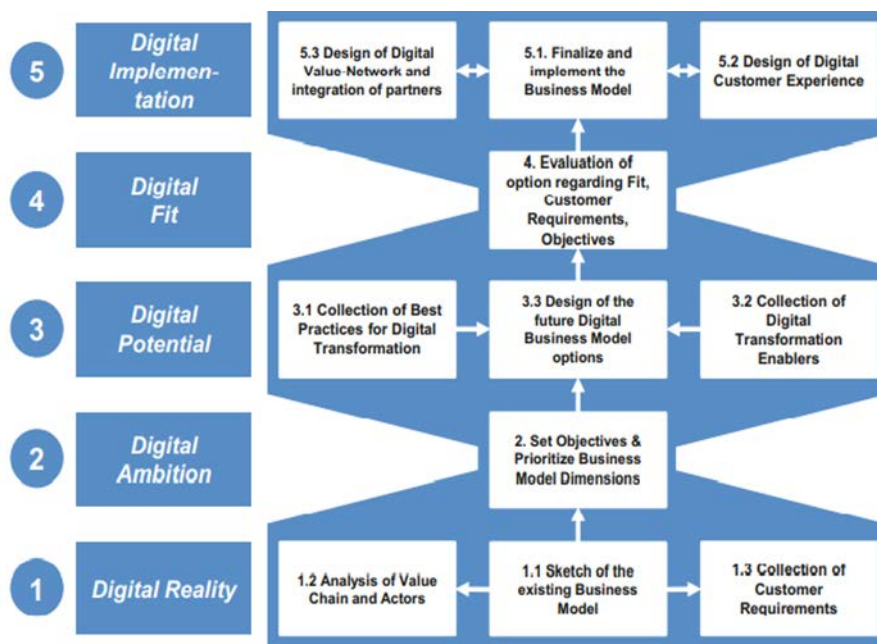 5
Digital
Implemen-
tation
5.3 Design of Digital
Value-Network and
integration of partners
5.1. Finalize and
implement the
Business Model
5.2 Design of Digital
Customer Experience
4
Digital
Fit
4. Evaluation of
option regarding Fit,
Customer
Requirements,
Objectives
3
Digital
Potential
3.1 Collection of Best
Practices for Digital
Transformation
3.3 Design of the
future Digital
Business Model
options
3.2 Collection of
Digital
Transformation
Enablers
2
Digital
Ambition
2. Set Objectives &
Prioritize Business
Model Dimensions
1
Digital Reality
1.2 Analysis of Value
Chain and Actors
1.1 Sketch of the
existing Business
Model
1.3 Collection of
Customer
Requirements